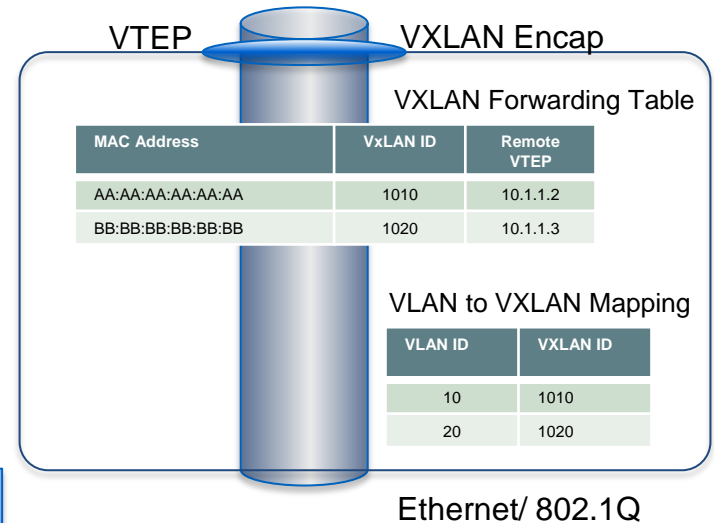 VTEP VXLAN Encap
VXLAN Forwarding Table
MAC Address VxLAN ID Remote
VTEP
AA:AA:AA:AA:AA:AA 1010 10.1.1.2
BB:BB:BB:BB:BB:BB 1020 10.1.1.3
VLAN to VXLAN Mapping
VLAN ID VXLAN ID
10 1010
20 1020
Ethernet/ 802.1Q